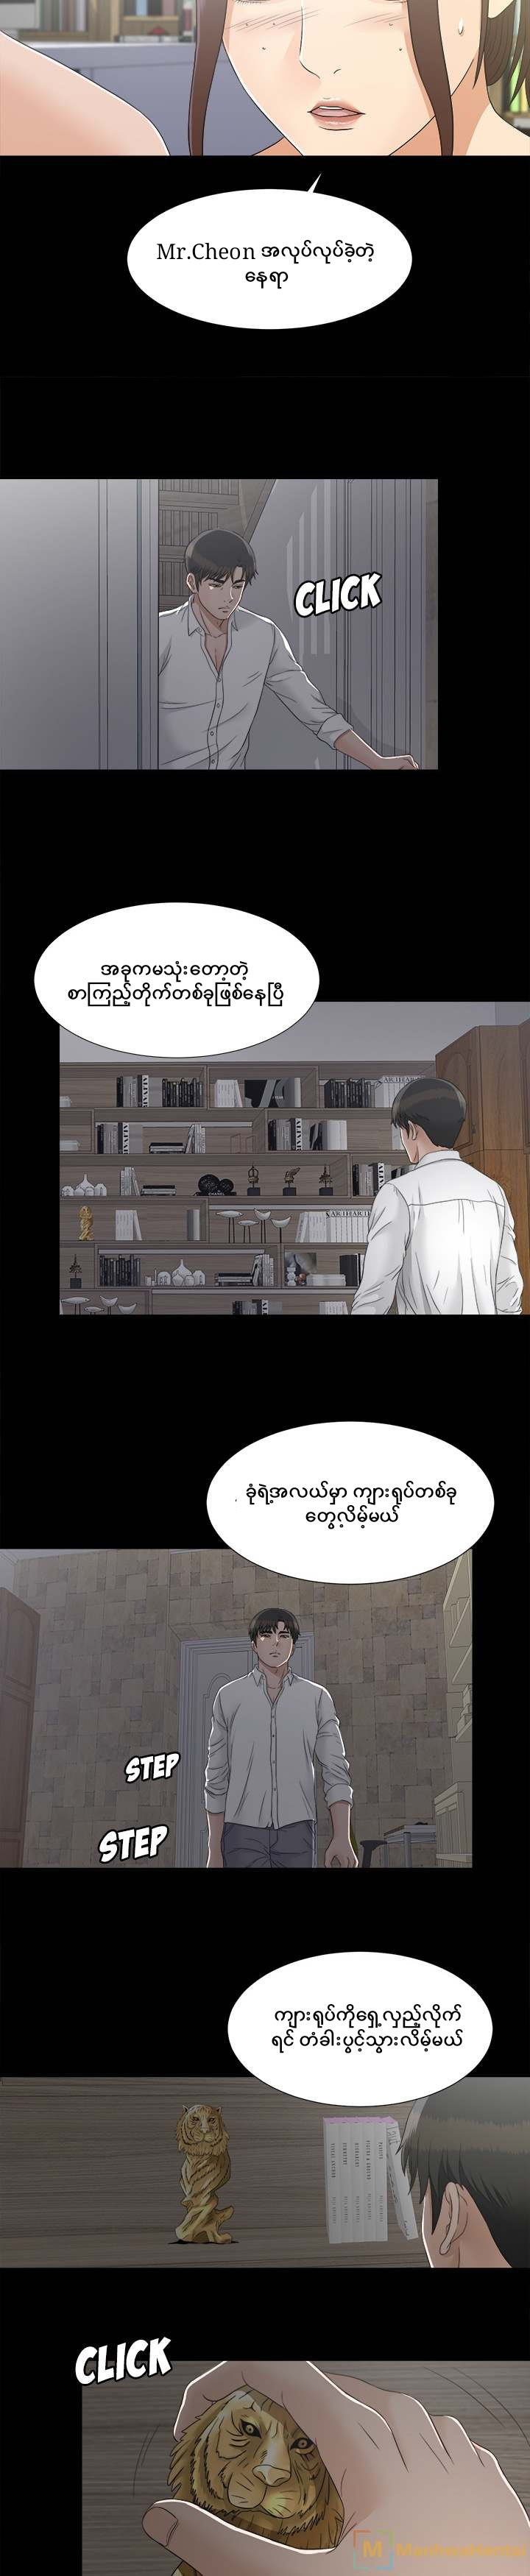 Mr.Cheon အလုပ်လုပ်ခဲ့တဲ့
နေရာ
CLICK
အခုကမသုံးတော့တဲ့
စာကြည့်တိုက်တစ်ခုဖြစ်နေပြီ
ခုံရဲ့အလယ်မှာ ကျားရုပ်တစ်ခု
တွေ့လိမ့်မယ်
STEP
STEP
ကျားရုပ်ကိုရှေ့လှည့်လိုက်
ရင် တံခါးပွင့်သွားလိမ့်မယ်
CLICK